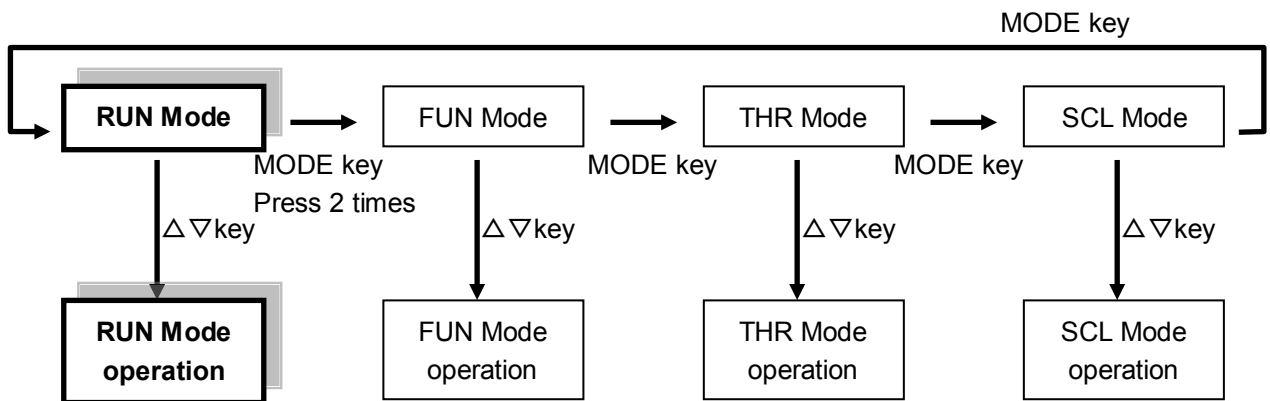 MODE key
RUN Mode
FUN Mode
THR Mode
SCL Mode
MODE key
Press 2 times
MODE key
MODE key
△▽key
△▽key
△▽key
△▽key
RUN Mode
operation
FUN Mode
operation
THR Mode
operation
SCL Mode
operation